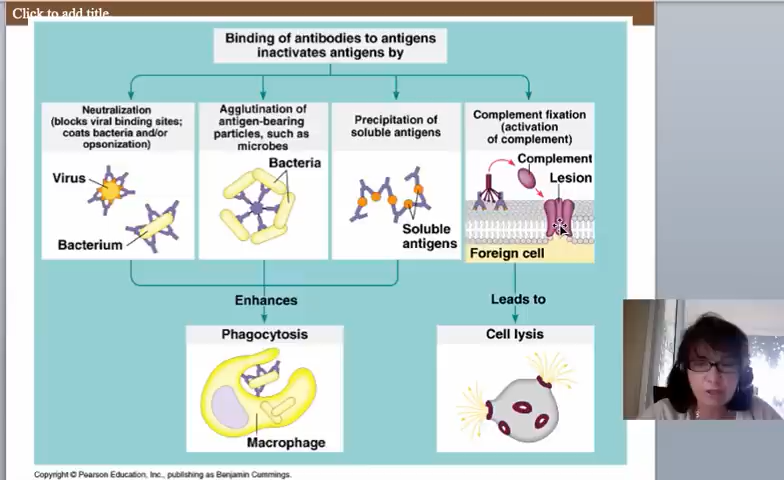 Click to add title
Binding of antibodies to antigens
inactivates antigens by
Neutralization
(blocks viral binding sites;
coats bacteria and/or
opsonization)
Agglutination of
antigen-bearing
particles, such as
microbes
Precipitation of
soluble antigens
Complement fixation
(activation
of complement)
Virus
Bacterium
Bacteria
Soluble
antigens
Complement
Lesion
Foreign cell
Enhances
Leads to
Phagocytosis
Macrophage
Cell lysis
Copyright © Pearson Education, Inc., publishing as Benjamin Cummings.